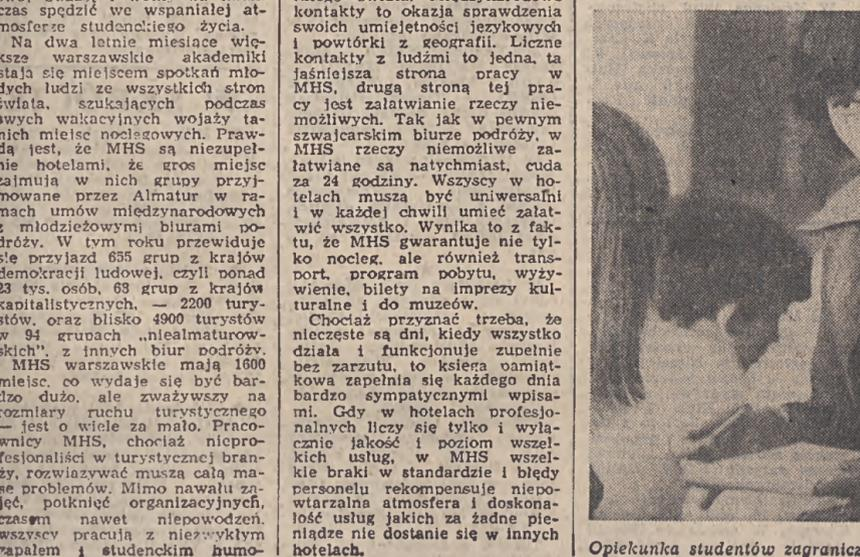 czas spędzić we wspaniałej at-
mosferze studenckiego życia.
Na dwa letnie miesiące wię-
ksze warszawskie akademiki
stają się miejscem spotkań mło-
dych ludzi ze wszystkich stron
świata, szukających podczas
swych wakacyjnych wojaży ta-
nich miejsc noclegowych. Praw-
dą jest, że MHS są niezupeł-
nie hotelami, że gros miejsc
zajmują w nich grupy przyj-
mowane przez Almatur w ra-
mach umów międzynarodowych
z młodzieżowymi biurami po-
dróży. W tym roku przewiduje
się przyjazd 655 grup z krajów
demokracji ludowej, czyli ponad
23 tys. osób, 68 grup z krajów
kapitalistycznych, — 2200 tury-
stów, oraz blisko 4900 turystów
w 94 grupach „niealmaturow-
skich", z innych biur podróży.
MHS warszawskie mają 1600
miejsc, co wydaje się być bar-
dzo dużo, ale zważywszy na
rozmiary ruchu turystycznego
— jest o wiele za mało. Praco-
wnicy MHS, chociaż niepro-
fesjonaliści w turystycznej bran-
ży, rozwiązywać muszą całą ma-
sę problemów. Mimo nawału za-
jęć, potknięć organizacyjnych,
czasem nawet niepowodzeń,
wszyscy pracują z niezwykłym
zapałem i studenckim humo-
kontakty to okazja sprawdzenia
swoich umiejętności językowych
i powtórki z geografii. Liczne
kontakty z ludźmi to jedna, ta
jaśniejsza strona pracy w
MHS, drugą stroną tej pra-
cy jest załatwianie rzeczy nie-
możliwych. Tak jak w pewnym
szwajcarskim biurze podróży, w
MHS rzeczy niemożliwe za-
łatwiane są natychmiast, cuda
za 24 godziny. Wszyscy w ho-
telach muszą być uniwersalni
i w każdej chwili umieć załat-
wić wszystko. Wynika to z fak-
tu, że MHS gwarantuje nie tyl-
ko nocleg, ale również trans-
port, program pobytu, wyży-
wienie, bilety na imprezy kul-
turalne i do muzeów.
Chociaż przyznać trzeba, że
nieczęste są dni, kiedy wszystko
działa i funkcjonuje zupełnie
bez zarzutu, to księga pamiąt-
kowa zapełnia się każdego dnia
bardzo sympatycznymi wpisa-
mi. Gdy w hotelach profesjo-
nalnych liczy się tylko i wyłą-
cznie jakość i poziom wszel-
kich usług, w MHS wszel-
kie braki w standardzie i błędy
personelu rekompensuje niepo-
wtarzalna atmosfera i doskona-
łość usług jakich za żadne pie-
niądze nie dostanie się w innych
hotelach.
Opiekunka studentów zagranic